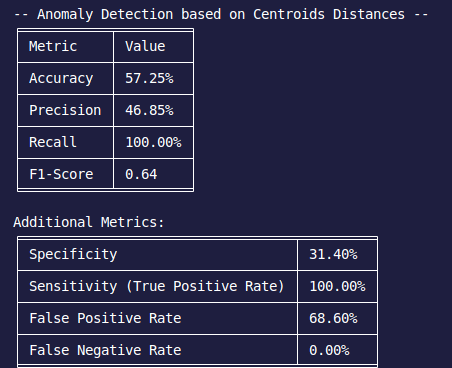 -- Anomaly Detection based on Centroids Distances --
Metric Value
Accuracy 57.25%
Precision 46.85%
Recall 100.00%
F1-Score 0.64
Additional Metrics:
Specificity 31.40%
Sensitivity (True Positive Rate) 100.00%
False Positive Rate 68.60%
False Negative Rate 0.00%